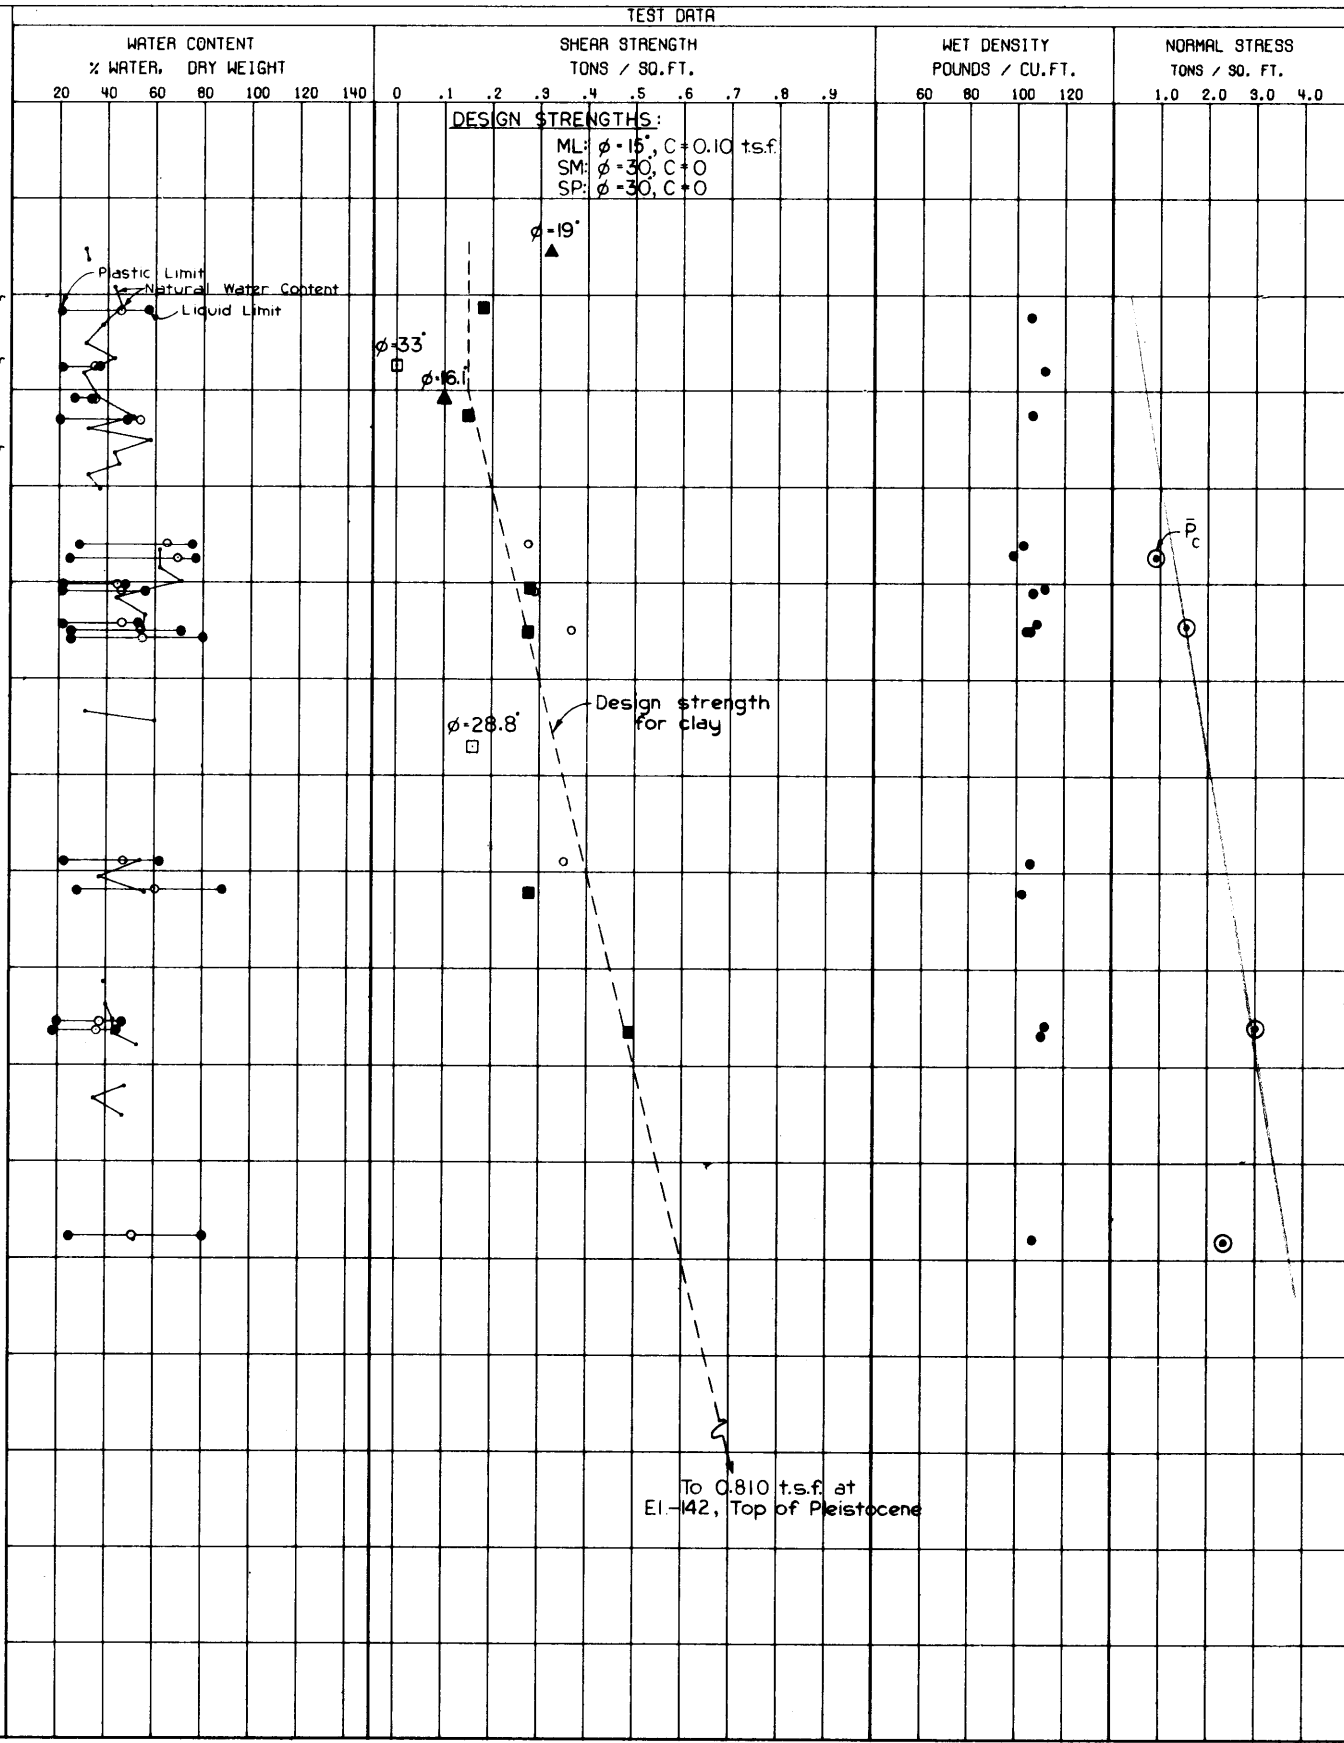 TEST DATA
WATER CONTENT
% WATER, DRY WEIGHT
20 40 60 80 100 120 140
SHEAR STRENGTH
TONS / SQ.FT.
0 .1 .2 .3 .4 .5 .6 .7 .8 .9
WET DENSITY
POUNDS / CU.FT.
60 80 100 120
NORMAL STRESS
TONS / SQ. FT.
1.0 2.0 3.0 4.0
DESIGN STRENGTHS:
ML: φ=15°, C=0.10 t.s.f.
SM: φ=30°, C=0
SP: φ=30°, C=0
φ=19°
Plastic Limit
Natural Water Content
Liquid Limit
φ=33°
φ=16.1°
P̄c
Design strength
for clay
φ=28.8°
To 0.810 t.s.f. at
El.-142, Top of Pleistocene